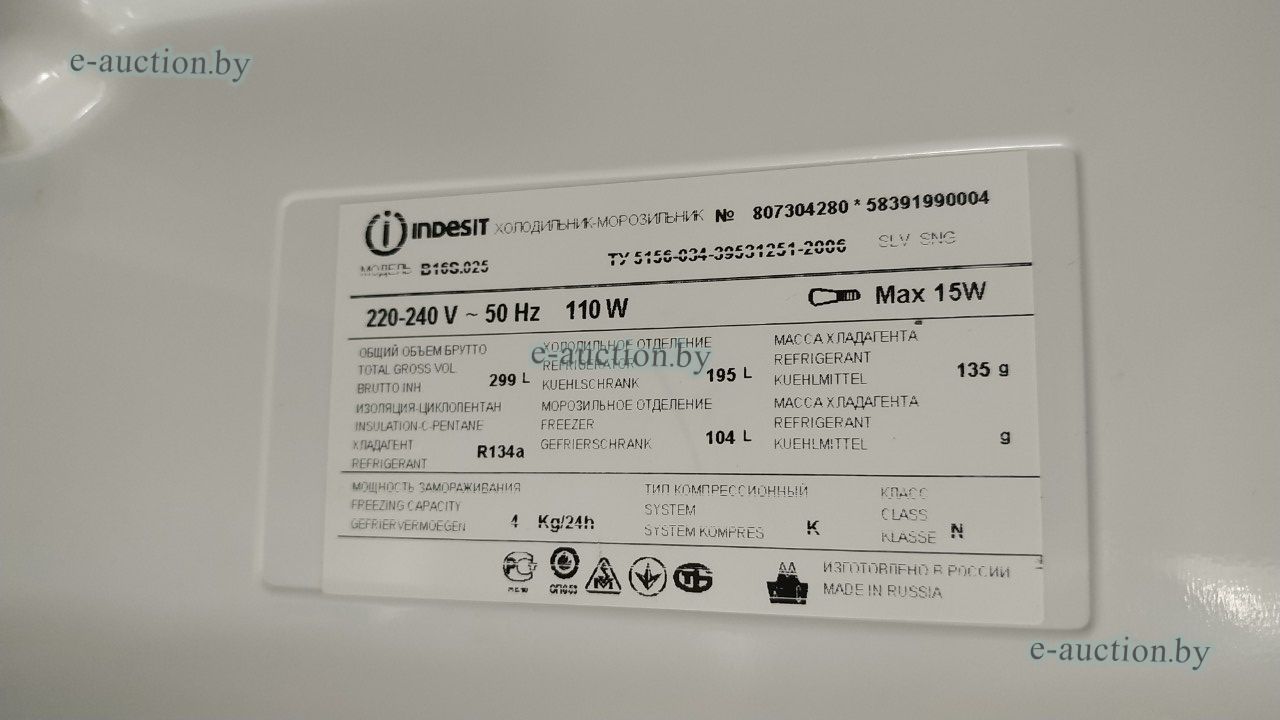 e-auction.by
INDESIT ХОЛОДИЛЬНИК-МОРОЗИЛЬНИК № 807304280 * 58391990004
МОДЕЛЬ B16S.025 ТУ 5156-034-39531251-2006 SLV SNG
220-240 V ~ 50 Hz 110 W Max 15W
ОБЩИЙ ОБЪЕМ БРУТТО
TOTAL GROSS VOL
BRUTTO INH 299 L
ХОЛОДИЛЬНОЕ ОТДЕЛЕНИЕ
e-auction.by
REFRIGERATOR
KUEHLSCHRANK 195 L
МАССА ХЛАДАГЕНТА
REFRIGERANT
KUEHLMITTEL 135 g
ИЗОЛЯЦИЯ-ЦИКЛОПЕНТАН
INSULATION-C-PENTANE
ХЛАДАГЕНТ
REFRIGERANT R134a
МОРОЗИЛЬНОЕ ОТДЕЛЕНИЕ
FREEZER
GEFRIERSCHRANK 104 L
МАССА ХЛАДАГЕНТА
REFRIGERANT
KUEHLMITTEL g
МОЩНОСТЬ ЗАМОРАЖИВАНИЯ
FREEZING CAPACITY
GEFRIERVERMOEGEN 4 Kg/24h
ТИП КОМПРЕССИОННЫЙ
SYSTEM
SYSTEM KOMPRES K
КЛАСС
CLASS
KLASSE N
ИЗГОТОВЛЕНО В РОССИИ
MADE IN RUSSIA
e-auction.by